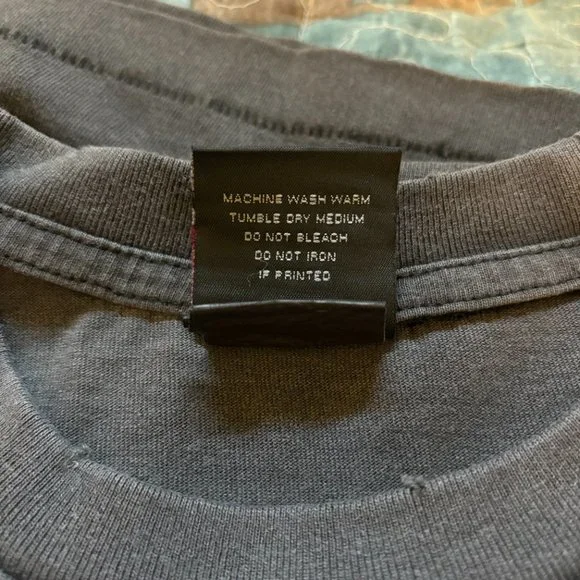 MACHINE WASH WARM
TUMBLE DRY MEDIUM
DO NOT BLEACH
DO NOT IRON
IF PRINTED